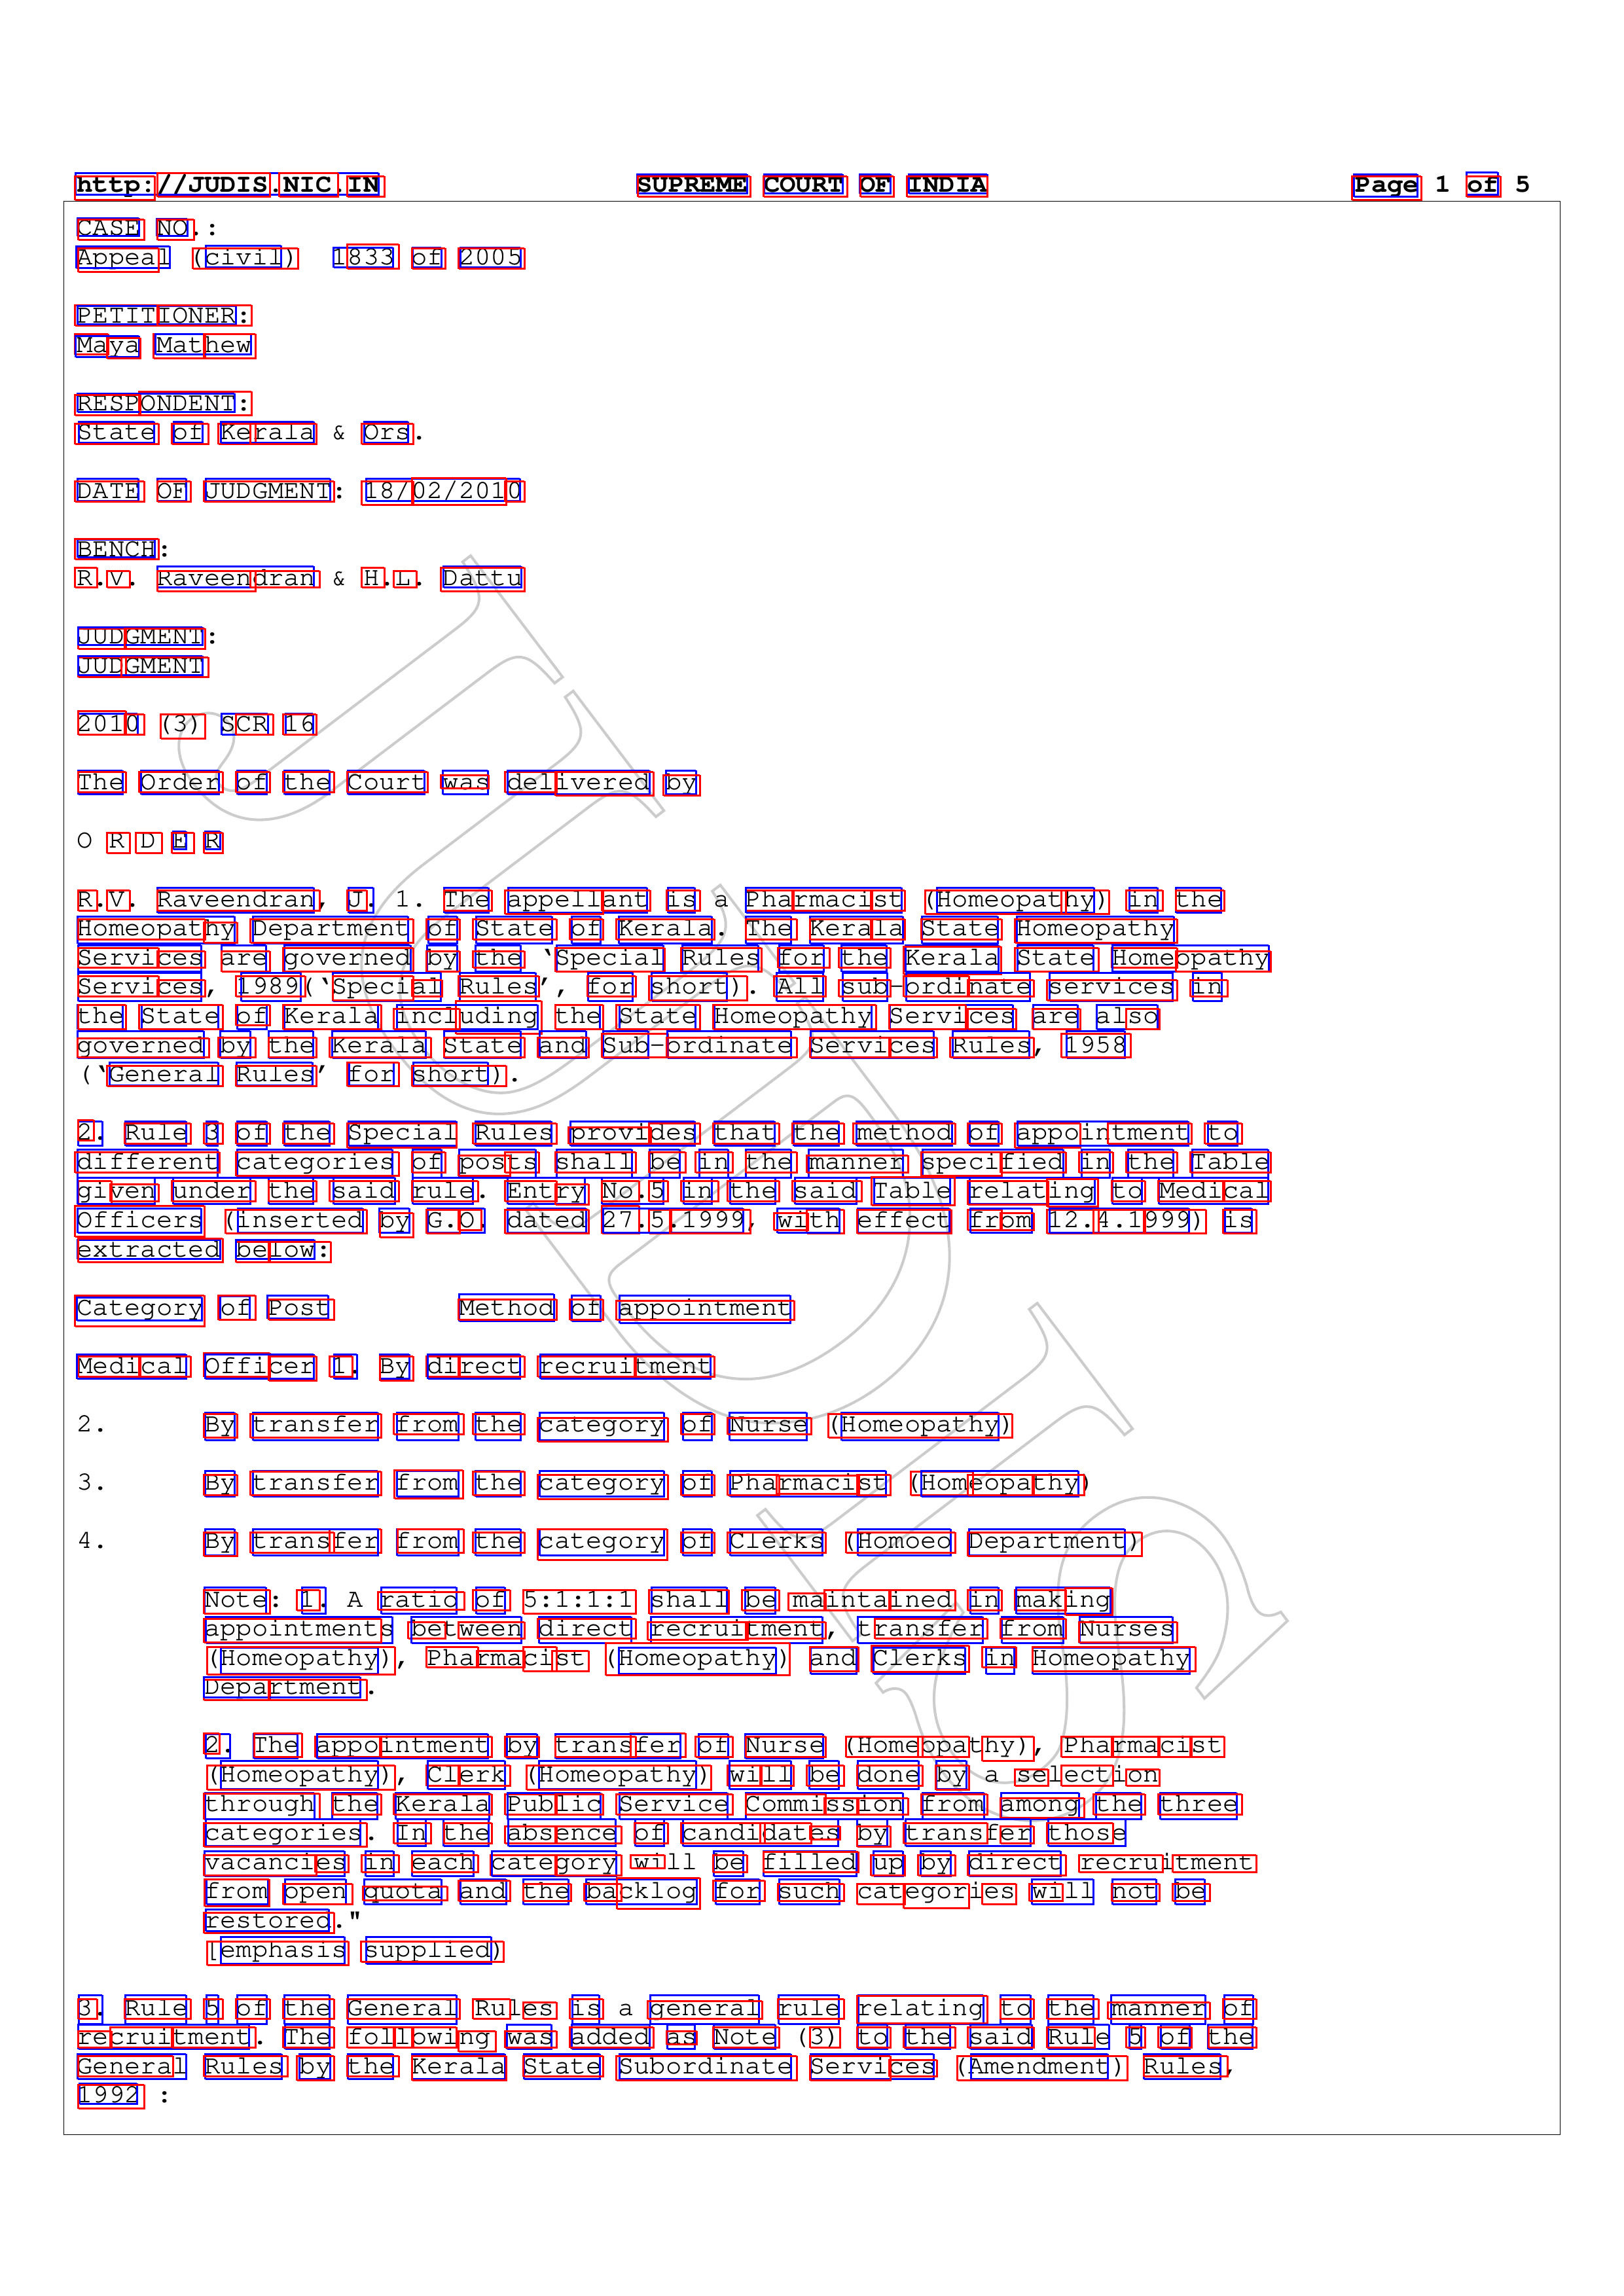 http://JUDIS.NIC.IN SUPREME COURT OF INDIA Page 1 of 5
CASE NO.:
Appeal (civil) 1833 of 2005
PETITIONER:
Maya Mathew
RESPONDENT:
State of Kerala & Ors.
DATE OF JUDGMENT: 18/02/2010
BENCH:
R.V. Raveendran & H.L. Dattu
JUDGMENT:
JUDGMENT
2010 (3) SCR 16
The Order of the Court was delivered by
O R D E R
R.V. Raveendran, J. 1. The appellant is a Pharmacist (Homeopathy) in the
Homeopathy Department of State of Kerala. The Kerala State Homeopathy
Services are governed by the ‘Special Rules for the Kerala State Homeopathy
Services, 1989(‘Special Rules’, for short). All sub-ordinate services in
the State of Kerala including the State Homeopathy Services are also
governed by the Kerala State and Sub-ordinate Services Rules, 1958
(‘General Rules’ for short).
2. Rule 3 of the Special Rules provides that the method of appointment to
different categories of posts shall be in the manner specified in the Table
given under the said rule. Entry No.5 in the said Table relating to Medical
Officers (inserted by G.O. dated 27.5.1999, with effect from 12.4.1999) is
extracted below:
Category of Post Method of appointment
Medical Officer 1. By direct recruitment
2. By transfer from the category of Nurse (Homeopathy)
3. By transfer from the category of Pharmacist (Homeopathy)
4. By transfer from the category of Clerks (Homoeo Department)
Note: 1. A ratio of 5:1:1:1 shall be maintained in making
appointments between direct recruitment, transfer from Nurses
(Homeopathy), Pharmacist (Homeopathy) and Clerks in Homeopathy
Department.
2. The appointment by transfer of Nurse (Homeopathy), Pharmacist
(Homeopathy), Clerk (Homeopathy) will be done by a selection
through the Kerala Public Service Commission from among the three
categories. In the absence of candidates by transfer those
vacancies in each category will be filled up by direct recruitment
from open quota and the backlog for such categories will not be
restored."
[emphasis supplied)
3. Rule 5 of the General Rules is a general rule relating to the manner of
recruitment. The following was added as Note (3) to the said Rule 5 of the
General Rules by the Kerala State Subordinate Services (Amendment) Rules,
1992 :
JUDIS